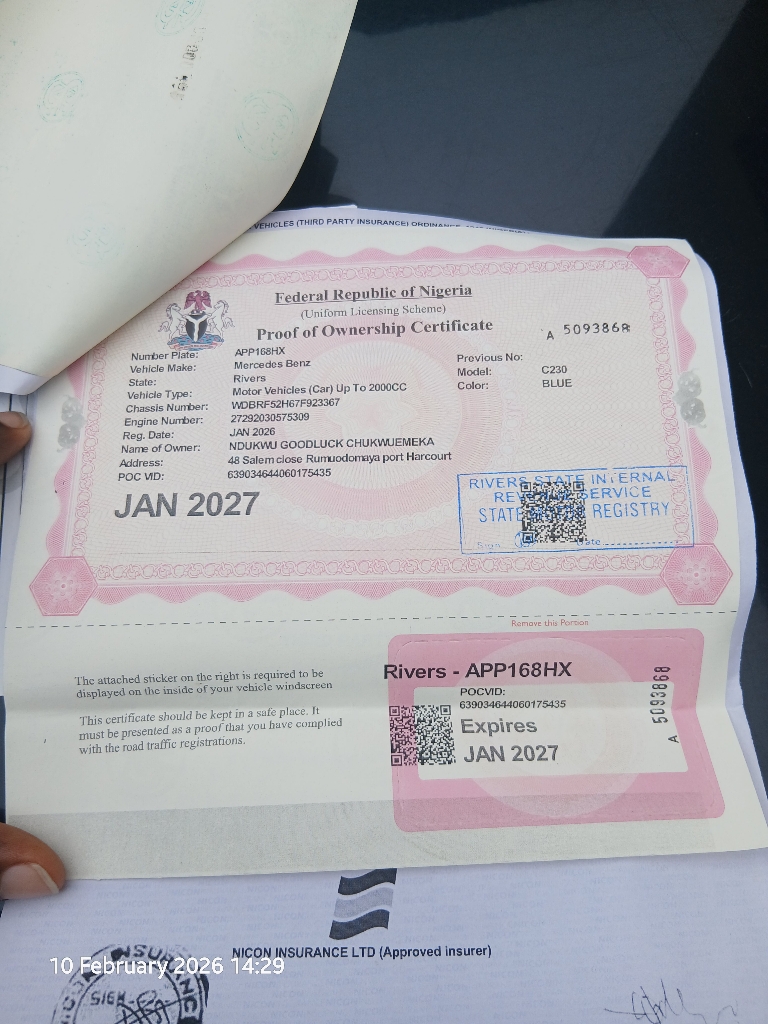 VEHICLES (THIRD PARTY INSURANCE)
Federal Republic of Nigeria
(Uniform Licensing Scheme)
Proof of Ownership Certificate
A 5093868
Number Plate: APP168HX Previous No:
Vehicle Make: Mercedes Benz Model: C230
State: Rivers Color: BLUE
Vehicle Type: Motor Vehicles (Car) Up To 2000CC
Chassis Number: WDBRF52H67F923367
Engine Number: 27292030575309
Reg. Date: JAN 2026
Name of Owner: NDUKWU GOODLUCK CHUKWUEMEKA
Address: 48 Salem close Rumuodomaya port Harcourt
POC VID: 639034644060175435
JAN 2027
RIVERS STATE INTERNAL
REVENUE SERVICE
STATE REGISTRY
Sign Date
Remove this Portion
The attached sticker on the right is required to be
displayed on the inside of your vehicle windscreen
This certificate should be kept in a safe place. It
must be presented as a proof that you have complied
with the road traffic registrations.
Rivers - APP168HX
POCVID:
639034644060175435
Expires
JAN 2027
A 5093868
NICON INSURANCE LTD (Approved insurer)
10 February 2026 14:29